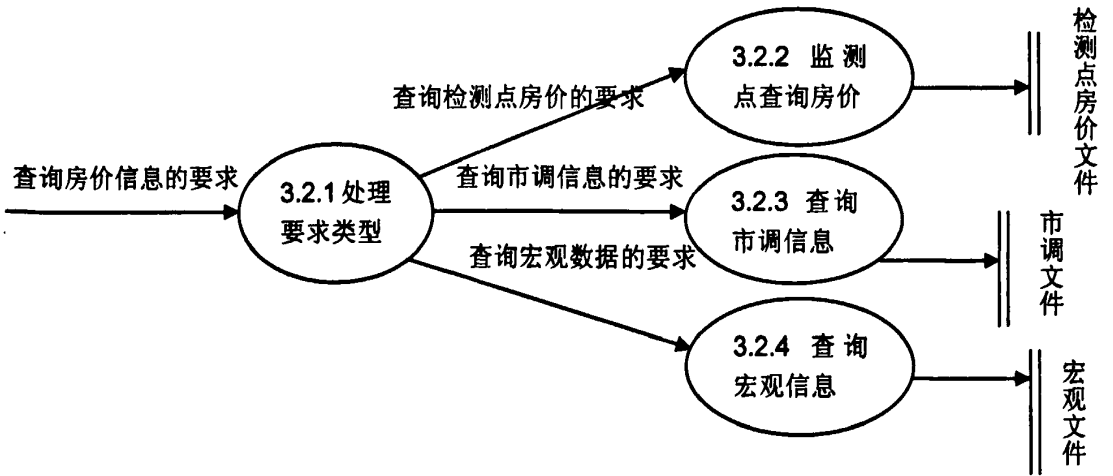 3.2.2 监 测
点查询房价
检测点房价文件
查询检测点房价的要求
查询房价信息的要求
3.2.1 处理
要求类型
查询市调信息的要求
3.2.3 查询
市调信息
市调文件
查询宏观数据的要求
3.2.4 查 询
宏观信息
宏观文件